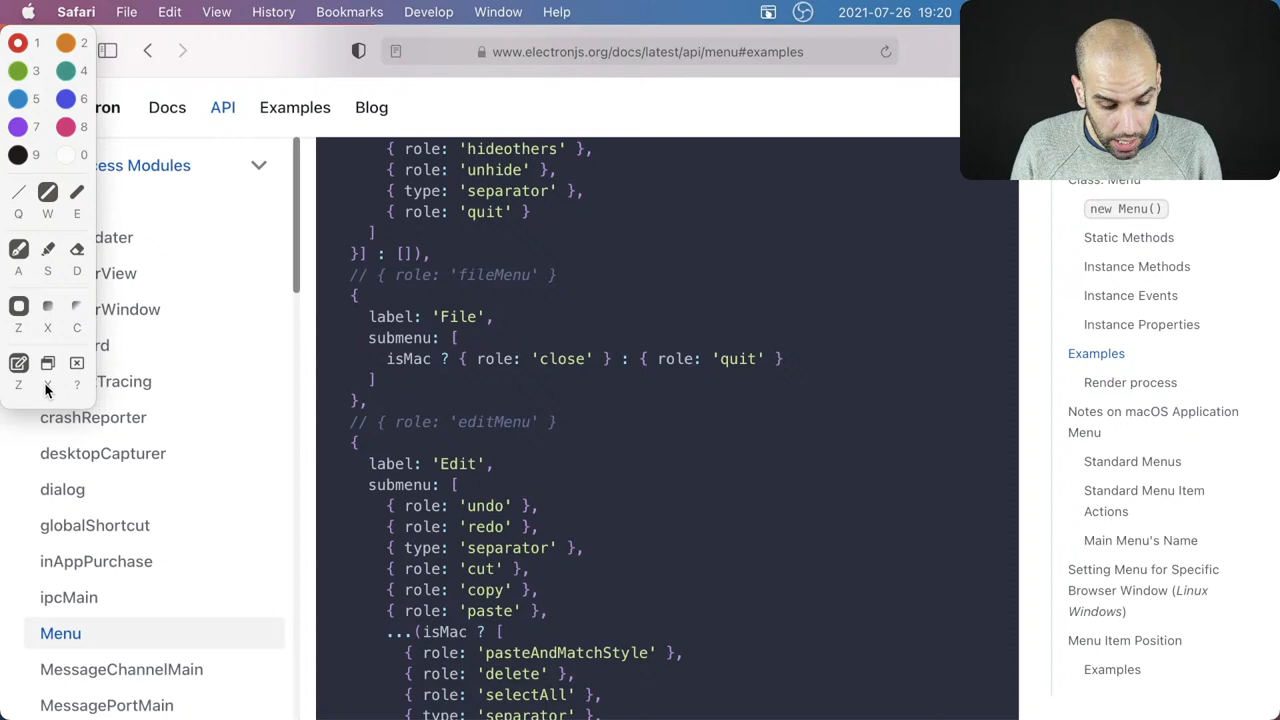 Safari File Edit View History Bookmarks Develop Window Help 2021-07-26 19:20
1 2
3 4
5 6
7 8
9 0
Q W E
A S D
Z X C
Z X ?
www.electronjs.org/docs/latest/api/menu#examples
ron Docs API Examples Blog
cess Modules
dater
rView
rWindow
rd
Tracing
crashReporter
desktopCapturer
dialog
globalShortcut
inAppPurchase
ipcMain
Menu
MessageChannelMain
MessagePortMain
{ role: 'hideothers' },
{ role: 'unhide' },
{ type: 'separator' },
{ role: 'quit' }
]
}] : []),
// { role: 'fileMenu' }
{
label: 'File',
submenu: [
isMac ? { role: 'close' } : { role: 'quit' }
]
},
// { role: 'editMenu' }
{
label: 'Edit',
submenu: [
{ role: 'undo' },
{ role: 'redo' },
{ type: 'separator' },
{ role: 'cut' },
{ role: 'copy' },
{ role: 'paste' },
...(isMac ? [
{ role: 'pasteAndMatchStyle' },
{ role: 'delete' },
{ role: 'selectAll' },
{ type: 'separator' },
Class: Menu
new Menu()
Static Methods
Instance Methods
Instance Events
Instance Properties
Examples
Render process
Notes on macOS Application
Menu
Standard Menus
Standard Menu Item
Actions
Main Menu's Name
Setting Menu for Specific
Browser Window (Linux
Windows)
Menu Item Position
Examples